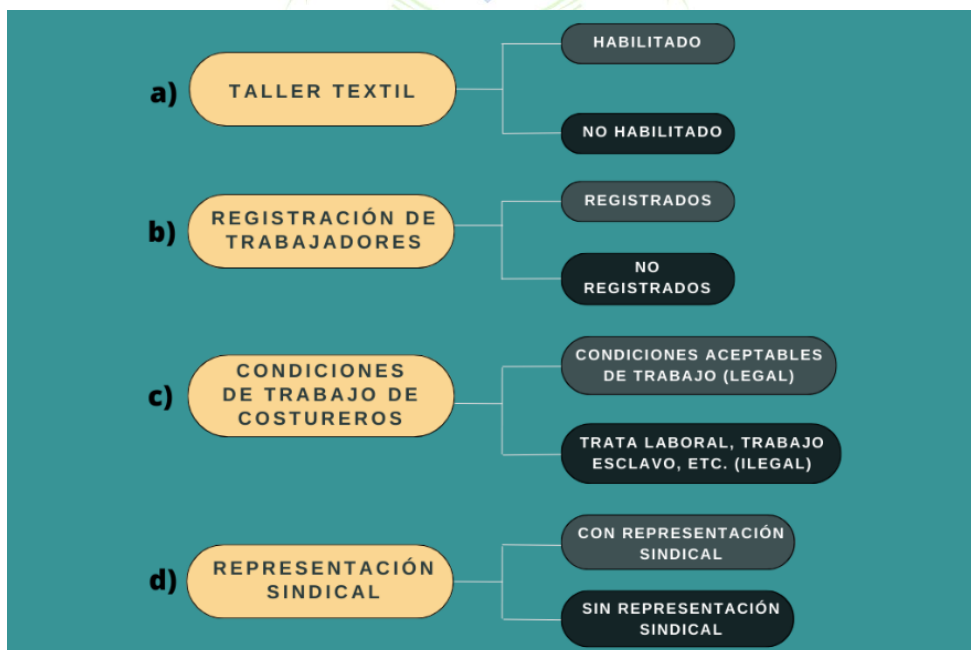 a) TALLER TEXTIL
HABILITADO
NO HABILITADO
b) REGISTRACIÓN DE
TRABAJADORES
REGISTRADOS
NO
REGISTRADOS
c) CONDICIONES
DE TRABAJO DE
COSTUREROS
CONDICIONES ACEPTABLES
DE TRABAJO (LEGAL)
TRATA LABORAL, TRABAJO
ESCLAVO, ETC. (ILEGAL)
d) REPRESENTACIÓN
SINDICAL
CON REPRESENTACIÓN
SINDICAL
SIN REPRESENTACIÓN
SINDICAL